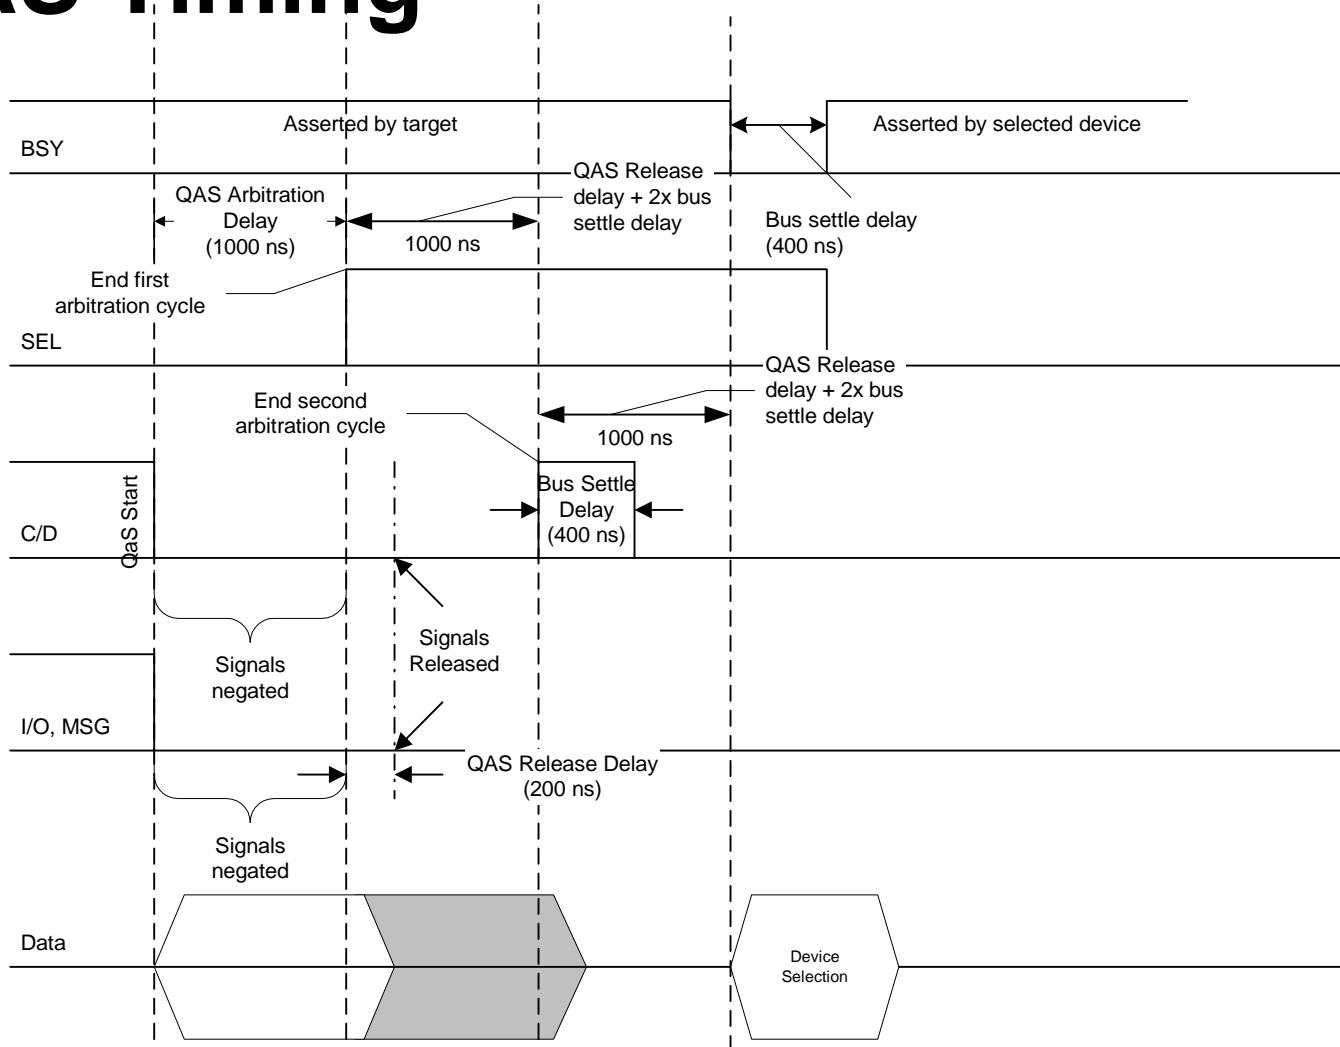 Timing
Asserted by target
Asserted by selected device
BSY
QAS Release
delay + 2x bus
settle delay
QAS Arbitration
Delay
(1000 ns)
1000 ns
Bus settle delay
(400 ns)
End first
arbitration cycle
SEL
QAS Release
delay + 2x bus
settle delay
End second
arbitration cycle
1000 ns
QaS Start
Bus Settle
Delay
(400 ns)
C/D
Signals
Released
Signals
negated
I/O, MSG
QAS Release Delay
(200 ns)
Signals
negated
Data
Device
Selection